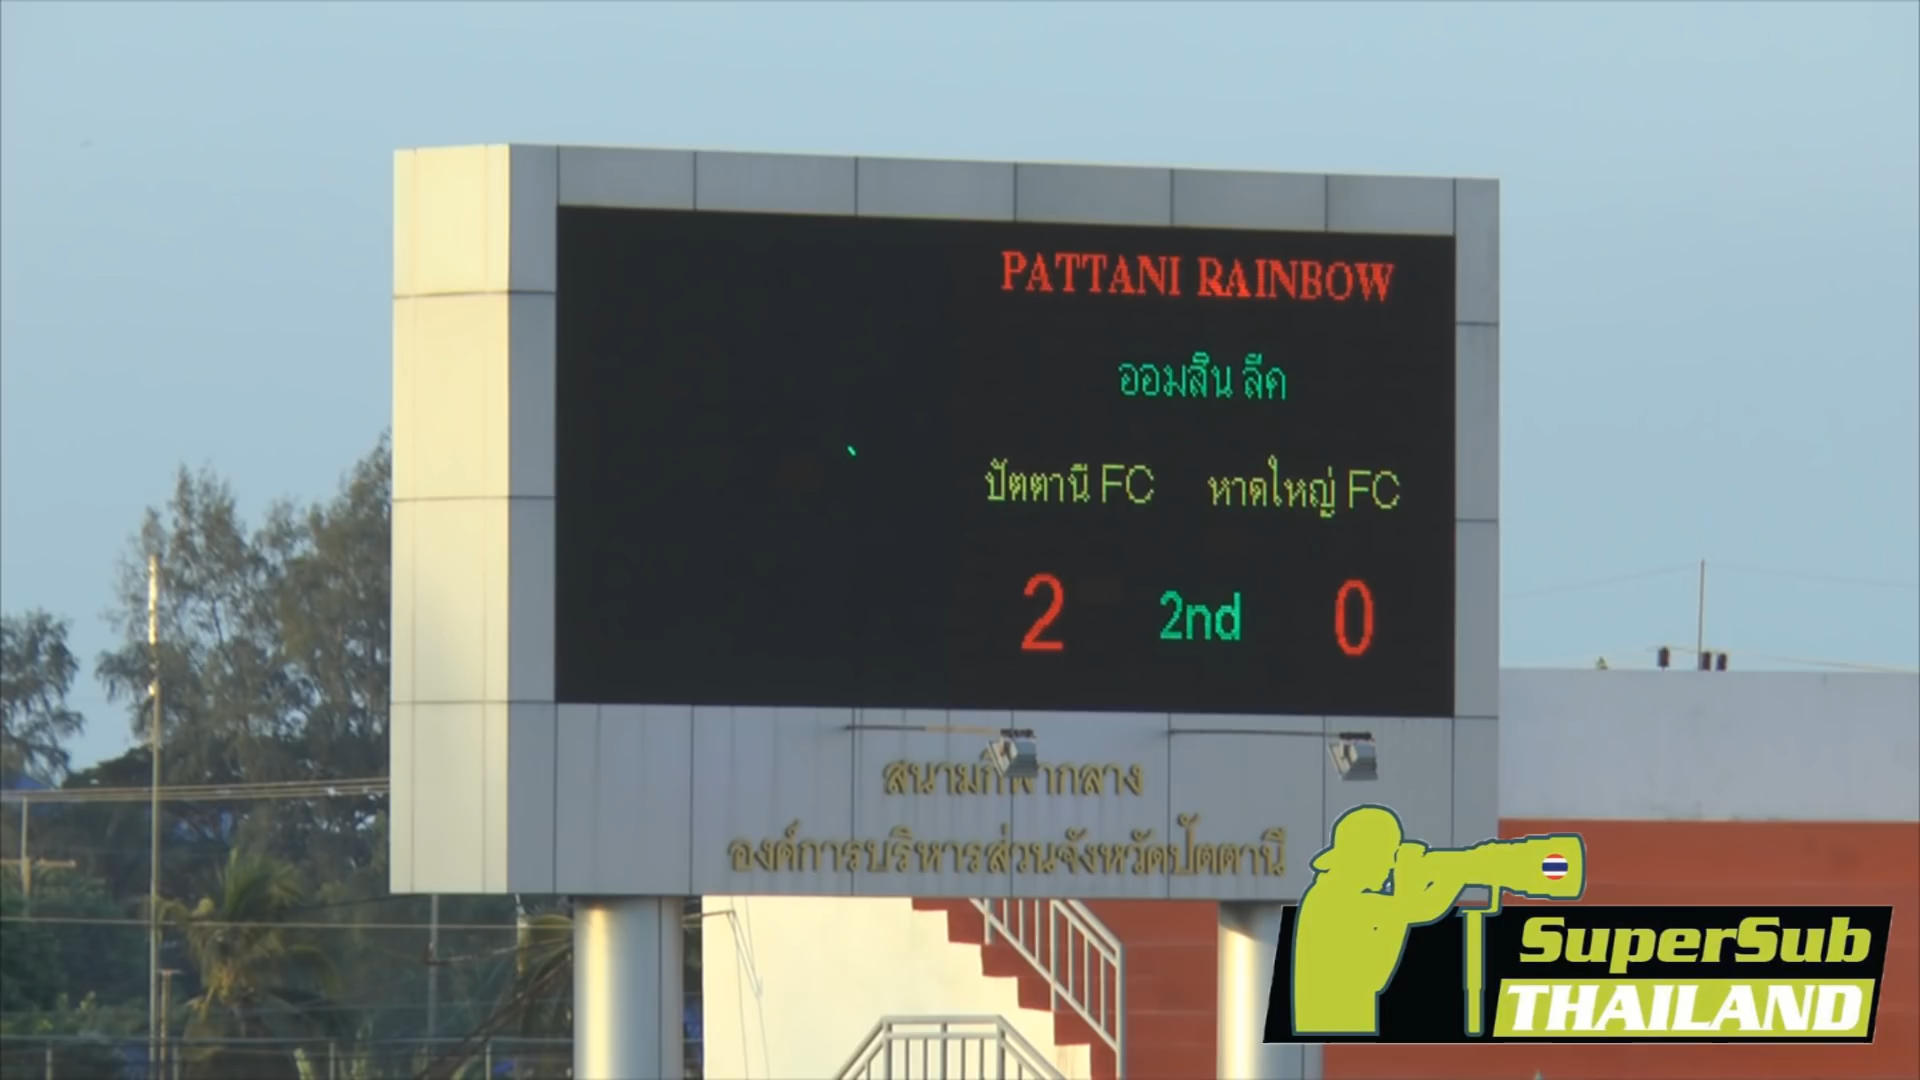 PATTANI RAINBOW
ออมสิน ลีค
ปัตตานี FC หาดใหญ่ FC
2 2nd 0
สนามกีฬากลาง
องค์การบริหารส่วนจังหวัดปัตตานี
SuperSub
THAILAND